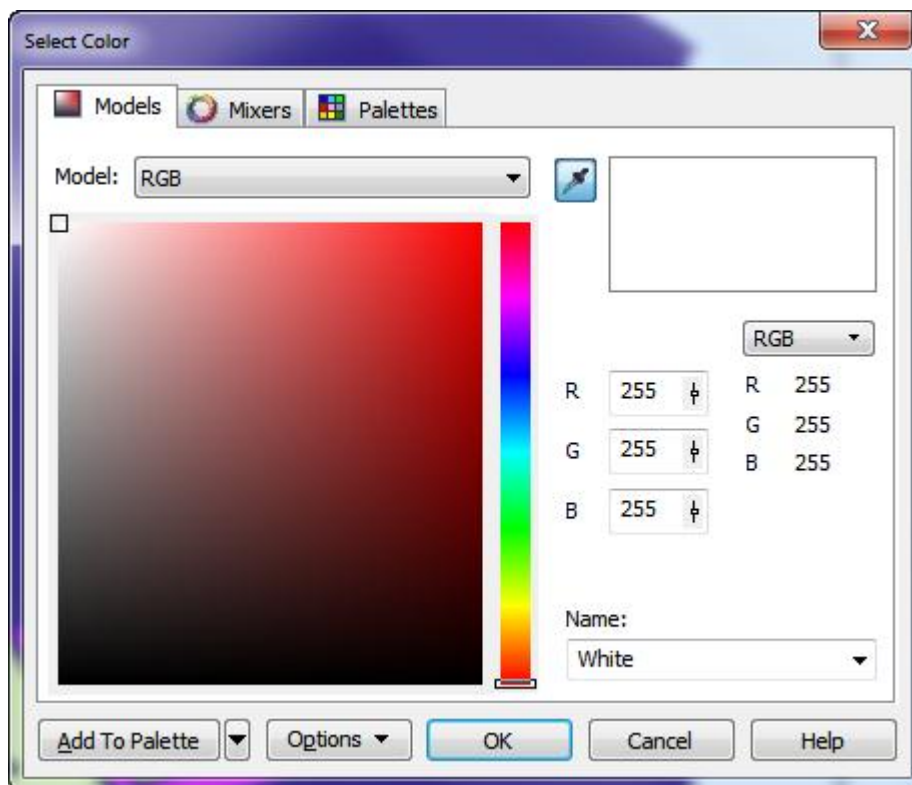 Select Color
Models Mixers Palettes
Model: RGB
RGB
R 255 R 255
G 255 G 255
B 255 B 255
Name:
White
Add To Palette Options OK Cancel Help